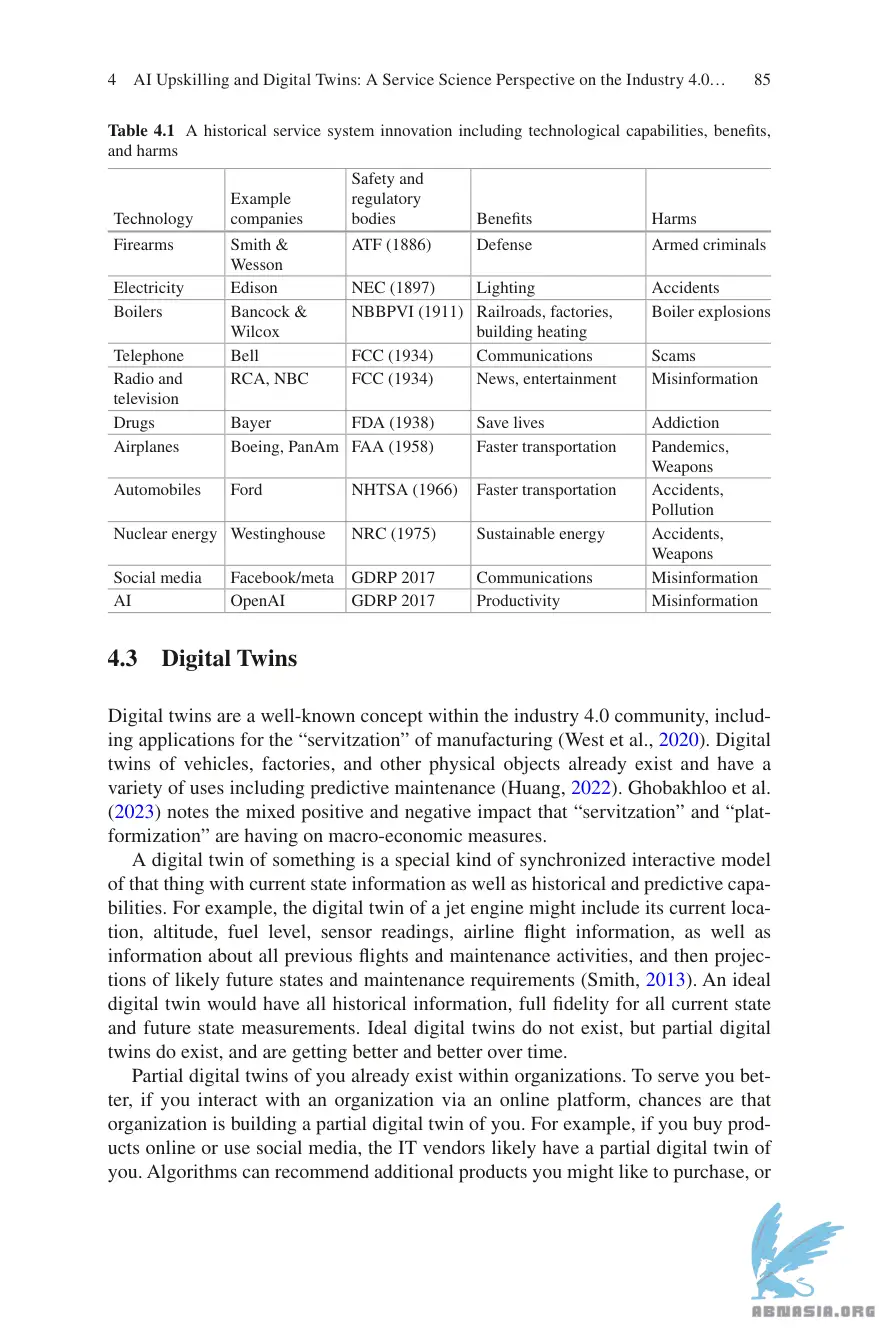 4 AI Upskilling and Digital Twins: A Service Science Perspective on the Industry 4.0… 85
Table 4.1 A historical service system innovation including technological capabilities, benefits,
and harms
Technology Example companies Safety and regulatory bodies Benefits Harms
Firearms Smith & Wesson ATF (1886) Defense Armed criminals
Electricity Edison NEC (1897) Lighting Accidents
Boilers Bancock & Wilcox NBBPVI (1911) Railroads, factories, building heating Boiler explosions
Telephone Bell FCC (1934) Communications Scams
Radio and television RCA, NBC FCC (1934) News, entertainment Misinformation
Drugs Bayer FDA (1938) Save lives Addiction
Airplanes Boeing, PanAm FAA (1958) Faster transportation Pandemics, Weapons
Automobiles Ford NHTSA (1966) Faster transportation Accidents, Pollution
Nuclear energy Westinghouse NRC (1975) Sustainable energy Accidents, Weapons
Social media Facebook/meta GDRP 2017 Communications Misinformation
AI OpenAI GDRP 2017 Productivity Misinformation
4.3 Digital Twins
Digital twins are a well-known concept within the industry 4.0 community, includ-
ing applications for the “servitzation” of manufacturing (West et al., 2020). Digital
twins of vehicles, factories, and other physical objects already exist and have a
variety of uses including predictive maintenance (Huang, 2022). Ghobakhloo et al.
(2023) notes the mixed positive and negative impact that “servitzation” and “plat-
formization” are having on macro-economic measures.
A digital twin of something is a special kind of synchronized interactive model
of that thing with current state information as well as historical and predictive capa-
bilities. For example, the digital twin of a jet engine might include its current loca-
tion, altitude, fuel level, sensor readings, airline flight information, as well as
information about all previous flights and maintenance activities, and then projec-
tions of likely future states and maintenance requirements (Smith, 2013). An ideal
digital twin would have all historical information, full fidelity for all current state
and future state measurements. Ideal digital twins do not exist, but partial digital
twins do exist, and are getting better and better over time.
Partial digital twins of you already exist within organizations. To serve you bet-
ter, if you interact with an organization via an online platform, chances are that
organization is building a partial digital twin of you. For example, if you buy prod-
ucts online or use social media, the IT vendors likely have a partial digital twin of
you. Algorithms can recommend additional products you might like to purchase, or
ABNASIA.ORG